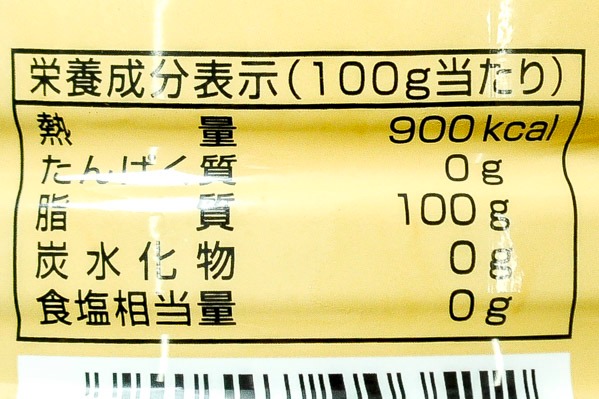 栄養成分表示(100g当たり)
熱量 900kcal
たんぱく質 0g
脂質 100g
炭水化物 0g
食塩相当量 0g